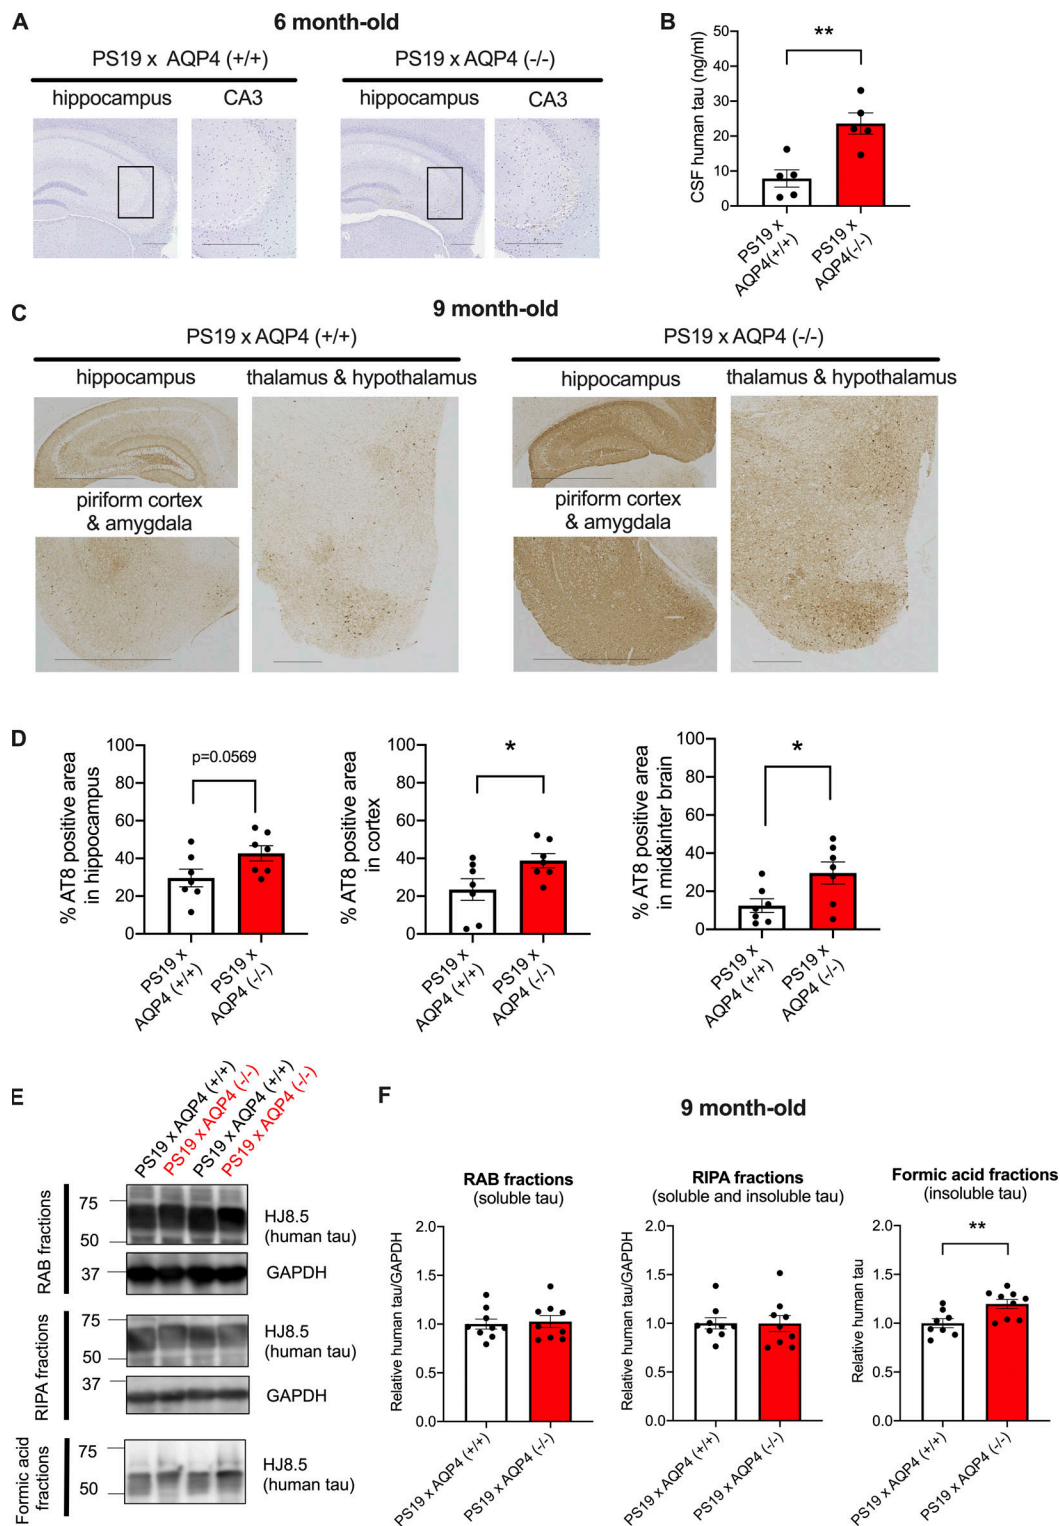 A
6 month-old
PS19 x AQP4 (+/+)
PS19 x AQP4 (-/-)
hippocampus
CA3
hippocampus
CA3
B
CSF human tau (ng/ml)
50
40
30
20
10
0
**
PS19 x
AQP4(+/+)
PS19 x
AQP4(-/-)
C
9 month-old
PS19 x AQP4 (+/+)
PS19 x AQP4 (-/-)
hippocampus
thalamus & hypothalamus
hippocampus
thalamus & hypothalamus
piriform cortex
& amygdala
piriform cortex
& amygdala
D
% AT8 positive area
in hippocampus
100
80
60
40
20
0
p=0.0569
PS19 x
AQP4 (+/+)
PS19 x
AQP4 (-/-)
% AT8 positive area
in cortex
100
80
60
40
20
0
*
PS19 x
AQP4 (+/+)
PS19 x
AQP4 (-/-)
% AT8 positive area
in mid&inter brain
100
80
60
40
20
0
*
PS19 x
AQP4 (+/+)
PS19 x
AQP4 (-/-)
E
PS19 x AQP4 (+/+)
PS19 x AQP4 (-/-)
PS19 x AQP4 (+/+)
PS19 x AQP4 (-/-)
RAB fractions
75
50
HJ8.5
(human tau)
37
GAPDH
RIPA fractions
75
50
HJ8.5
(human tau)
37
GAPDH
Formic acid
fractions
75
50
HJ8.5
(human tau)
F
9 month-old
RAB fractions
(soluble tau)
Relative human tau/GAPDH
2.0
1.5
1.0
0.5
0.0
PS19 x AQP4 (+/+)
PS19 x AQP4 (-/-)
RIPA fractions
(soluble and insoluble tau)
Relative human tau/GAPDH
2.0
1.5
1.0
0.5
0.0
PS19 x AQP4 (+/+)
PS19 x AQP4 (-/-)
Formic acid fractions
(insoluble tau)
Relative human tau
2.0
1.6
1.2
0.8
0.4
0.0
**
PS19 x AQP4 (+/+)
PS19 x AQP4 (-/-)